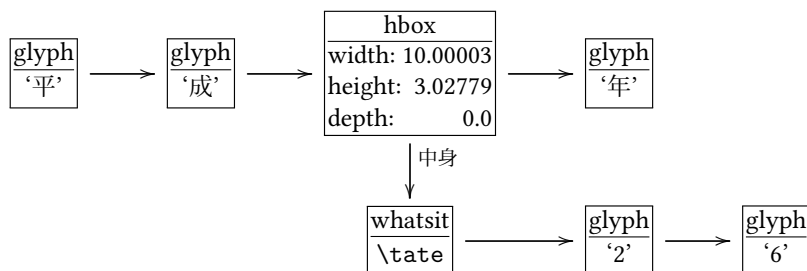 glyph
‘平’
glyph
‘成’
hbox
width: 10.00003
height: 3.02779
depth: 0.0
glyph
‘年’
中身
whatsit
\tate
glyph
‘2’
glyph
‘6’